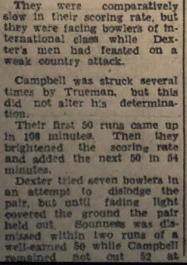 They were comparatively
slow in their scoring rate, but
they were facing bowlers of in-
ternational class while Dex-
ter's men had feasted on a
weak country attack.
Campbell was struck several
times by Trueman, but this
did not alter his determina-
tion.
Their first 50 runs came up
in 108 minutes. Then they
brightened the scoring rate
and added the next 50 in 54
minutes.
Dexter tried seven bowlers in
an attempt to dislodge the
pair, but until fading light
covered the ground the pair
held out. Sounness was dis-
missed within two runs of a
well-earned 50 while Campbell
remained not out 52 at